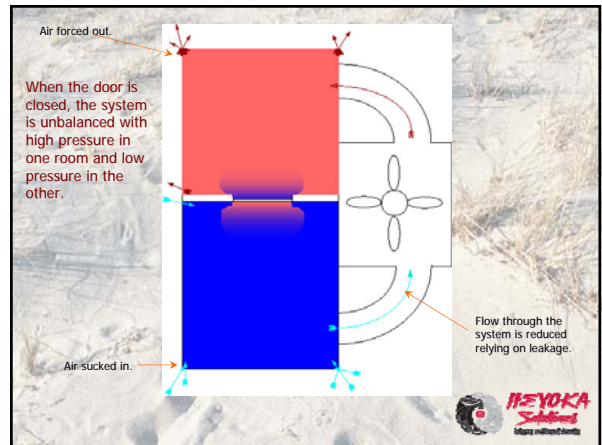 Air forced out.
When the door is
closed, the system
is unbalanced with
high pressure in
one room and low
pressure in the
other.
Flow through the
system is reduced
relying on leakage.
Air sucked in.
HEYOKA
Solutions